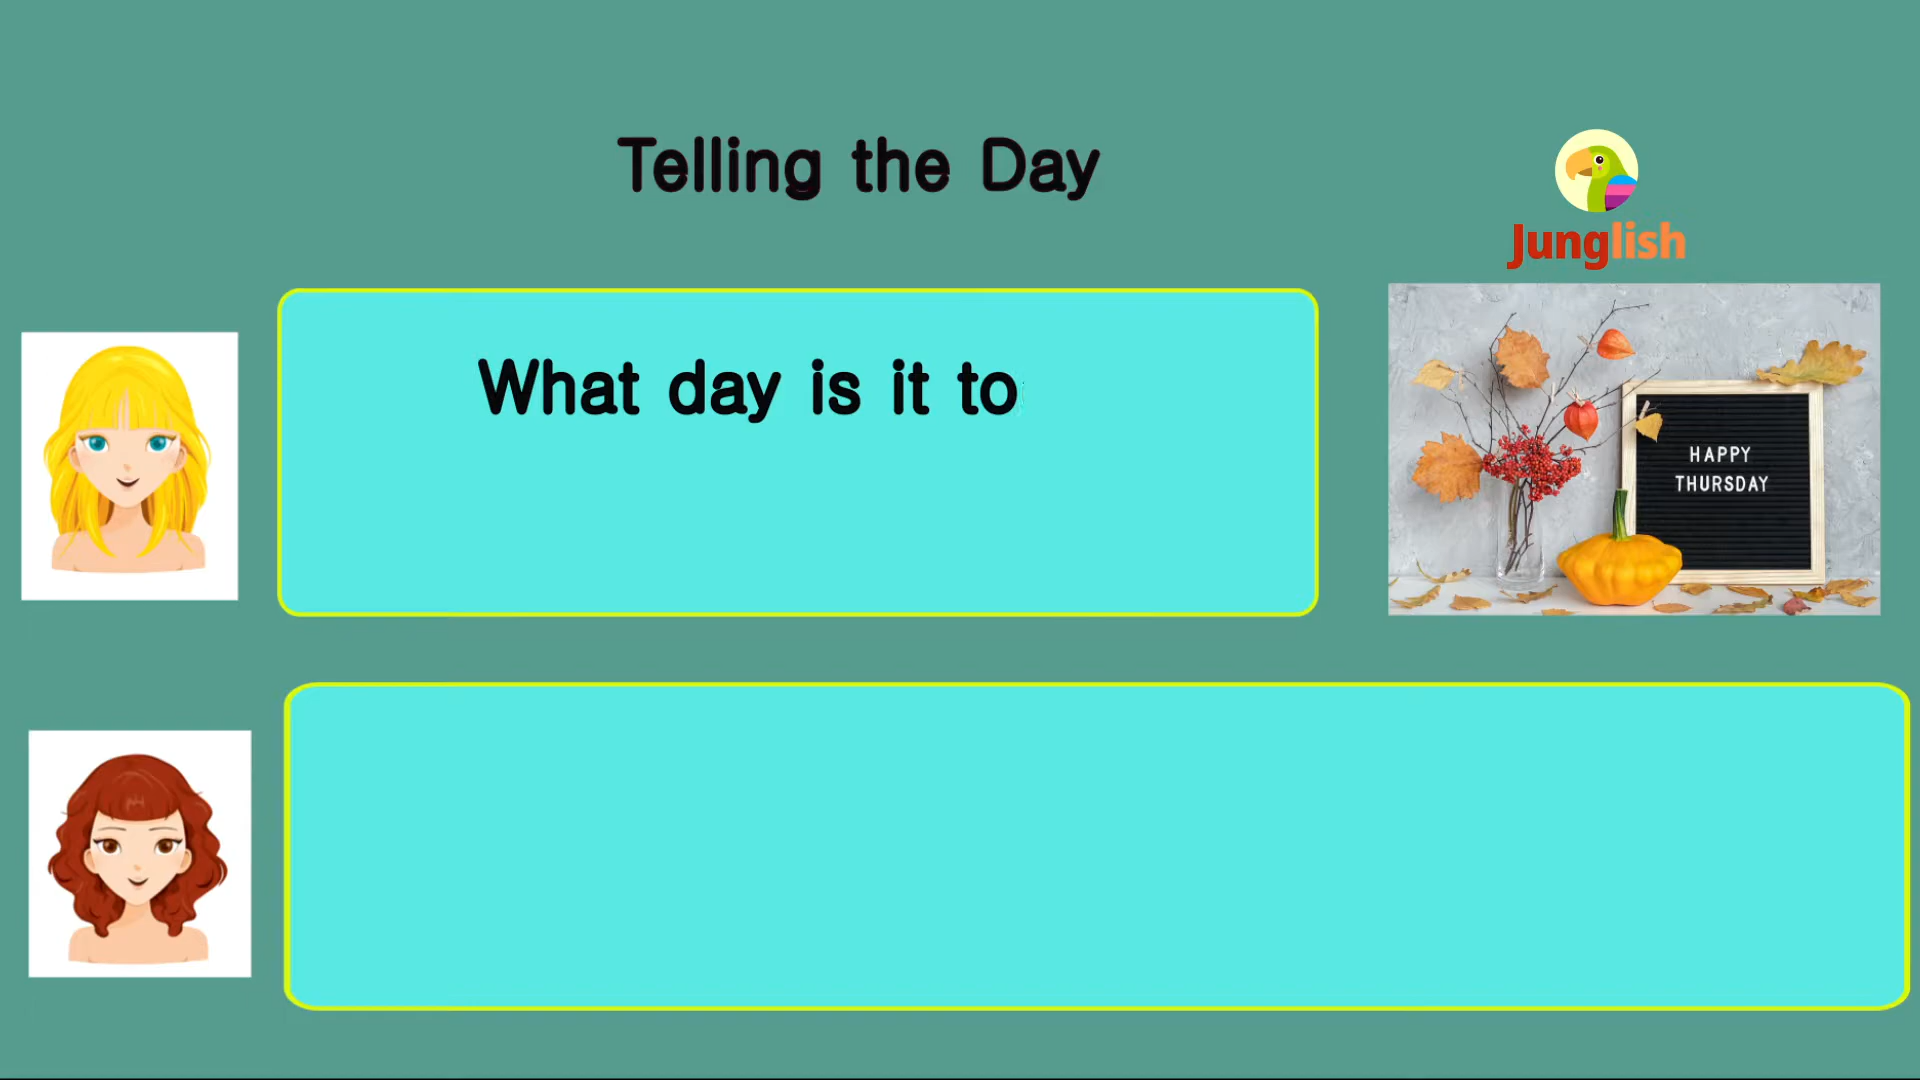 Telling the Day
Junglish
What day is it to
HAPPY
THURSDAY